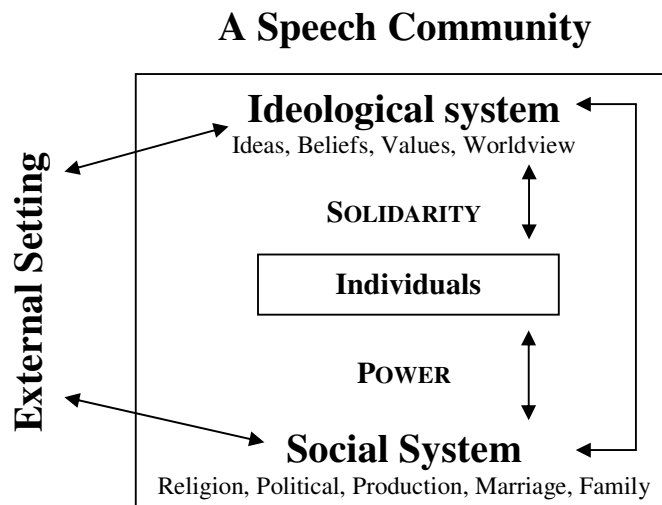 A Speech Community
Ideological system
Ideas, Beliefs, Values, Worldview
SOLIDARITY
Individuals
POWER
Social System
Religion, Political, Production, Marriage, Family
External Setting